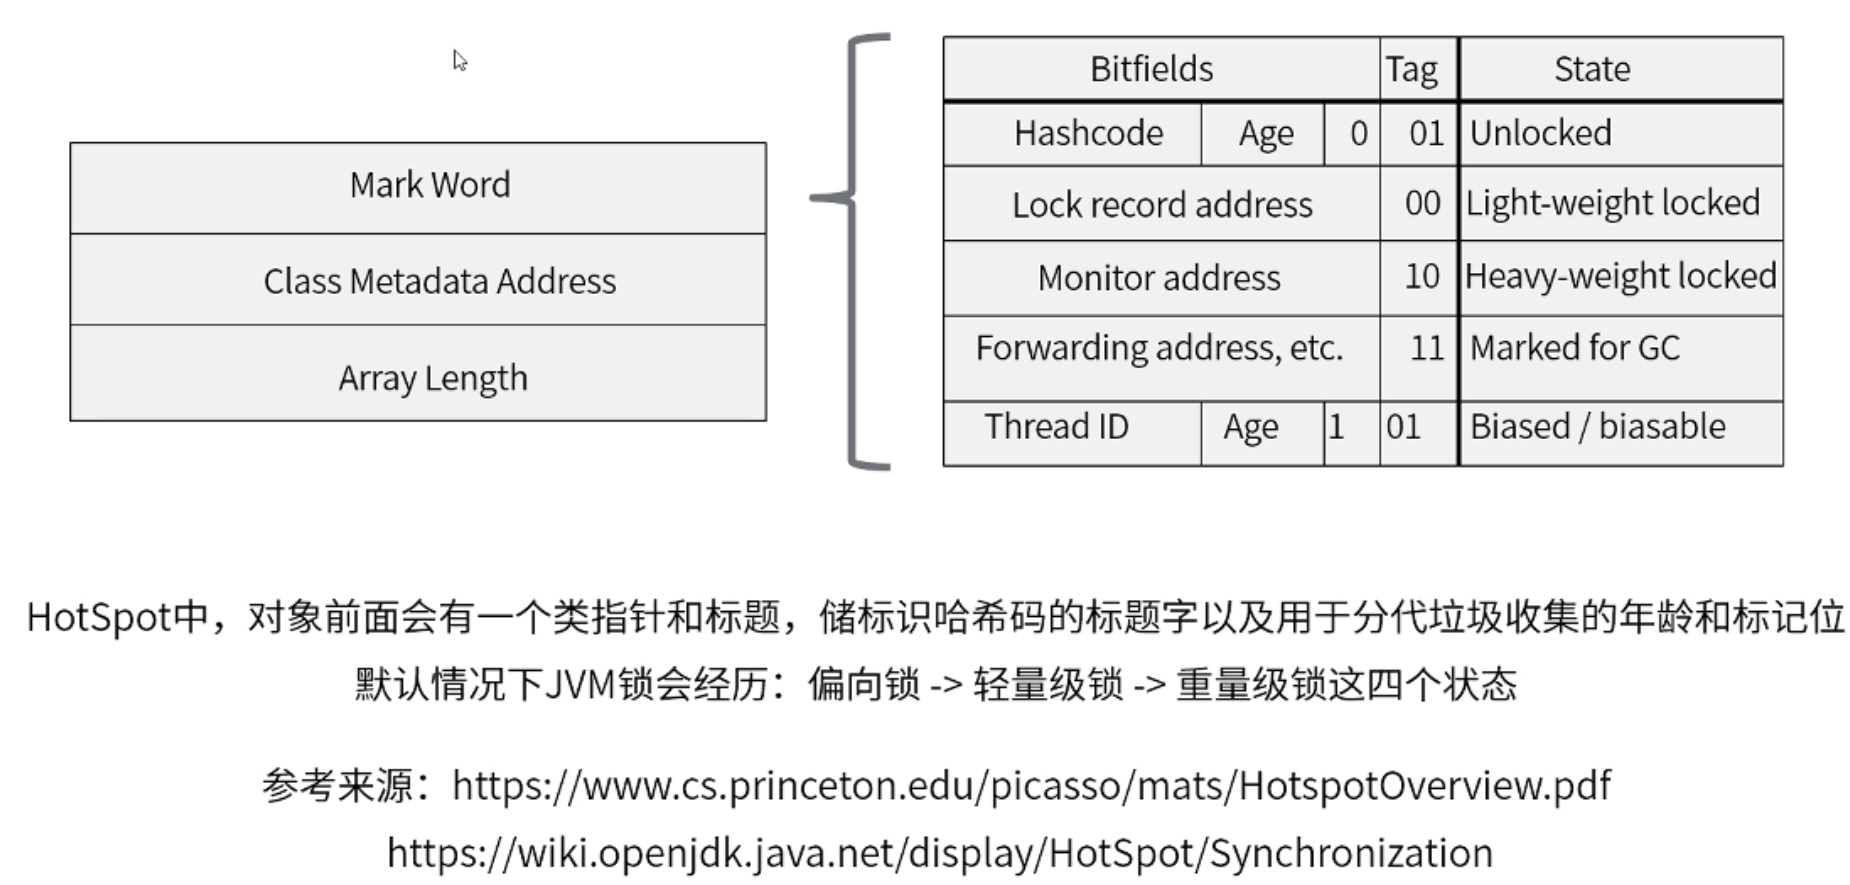 Mark Word
Class Metadata Address
Array Length
Bitfields Tag State
Hashcode Age 0 01 Unlocked
Lock record address 00 Light-weight locked
Monitor address 10 Heavy-weight locked
Forwarding address, etc. 11 Marked for GC
Thread ID Age 1 01 Biased / biasable
HotSpot中，对象前面会有一个类指针和标题，储标识哈希码的标题字以及用于分代垃圾收集的年龄和标记位
默认情况下JVM锁会经历：偏向锁 -> 轻量级锁 -> 重量级锁这四个状态
参考来源：https://www.cs.princeton.edu/picasso/mats/HotspotOverview.pdf
https://wiki.openjdk.java.net/display/HotSpot/Synchronization